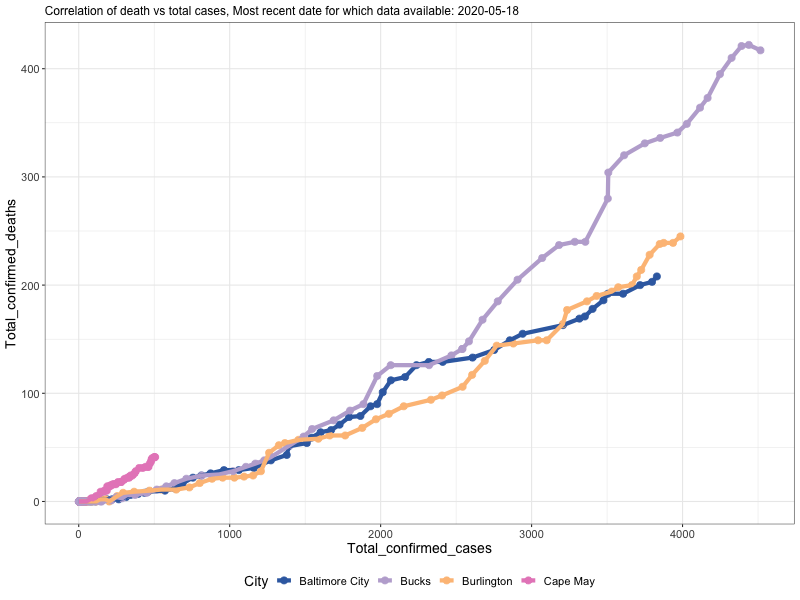 Correlation of death vs total cases, Most recent date for which data available: 2020-05-18
Total_confirmed_deaths
400
300
200
100
0
0 1000 2000 3000 4000
Total_confirmed_cases
City Baltimore City Bucks Burlington Cape May